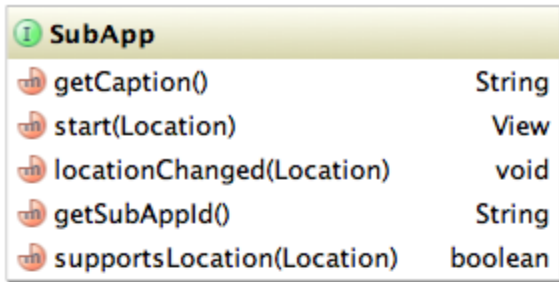 I SubApp
m getCaption() String
m start(Location) View
m locationChanged(Location) void
m getSubAppId() String
m supportsLocation(Location) boolean